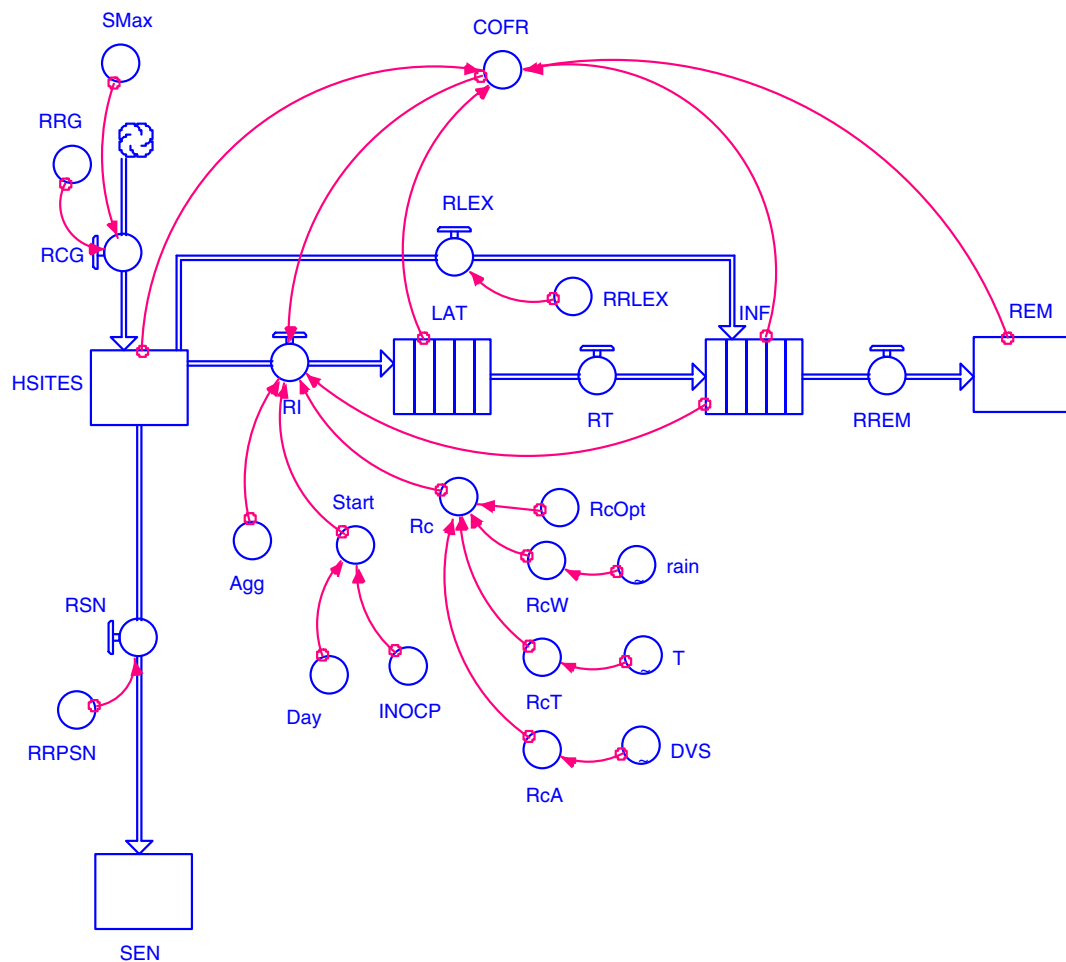 SMax
COFR
RRG
RLEX
RCG
RRLEX
LAT
INF
REM
HSITES
RI
RT
RREM
Start
Rc
RcOpt
rain
Agg
RcW
RSN
T
RcT
Day
INOCP
RRPSN
DVS
RcA
SEN